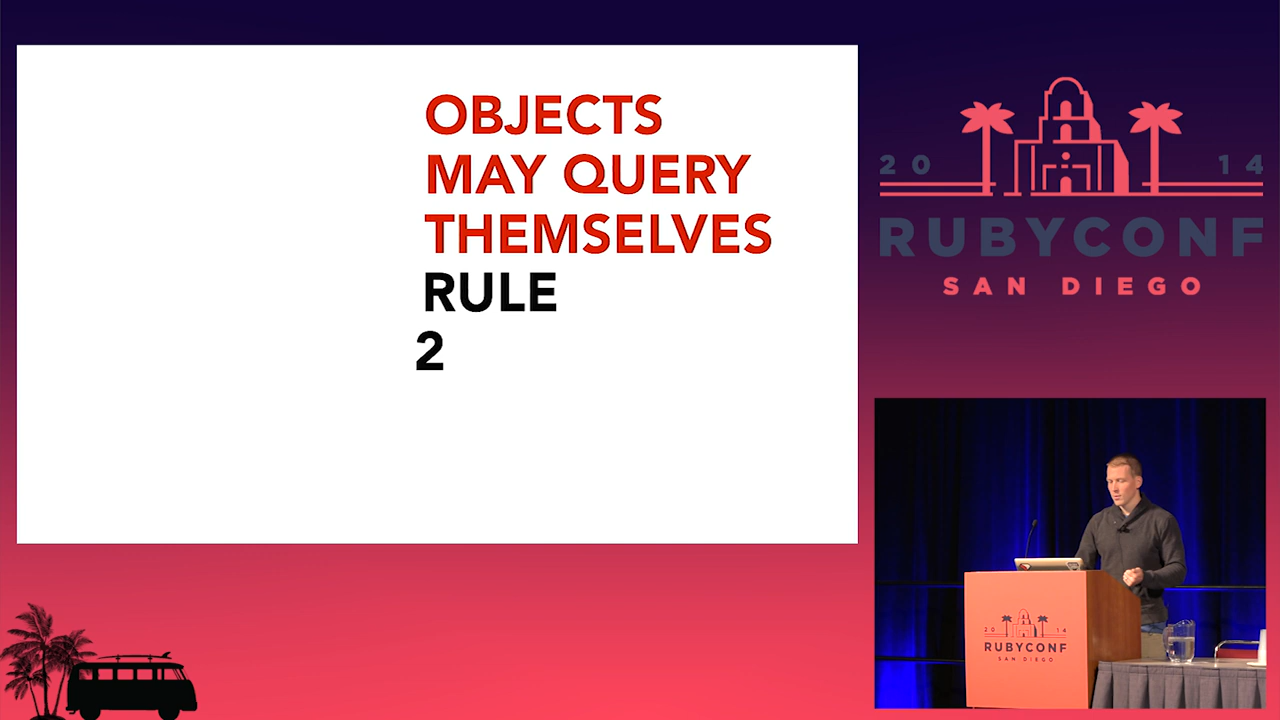 OBJECTS
MAY QUERY
THEMSELVES
RULE
2
20 14
RUBYCONF
SAN DIEGO
20 14
RUBYCONF
SAN DIEGO